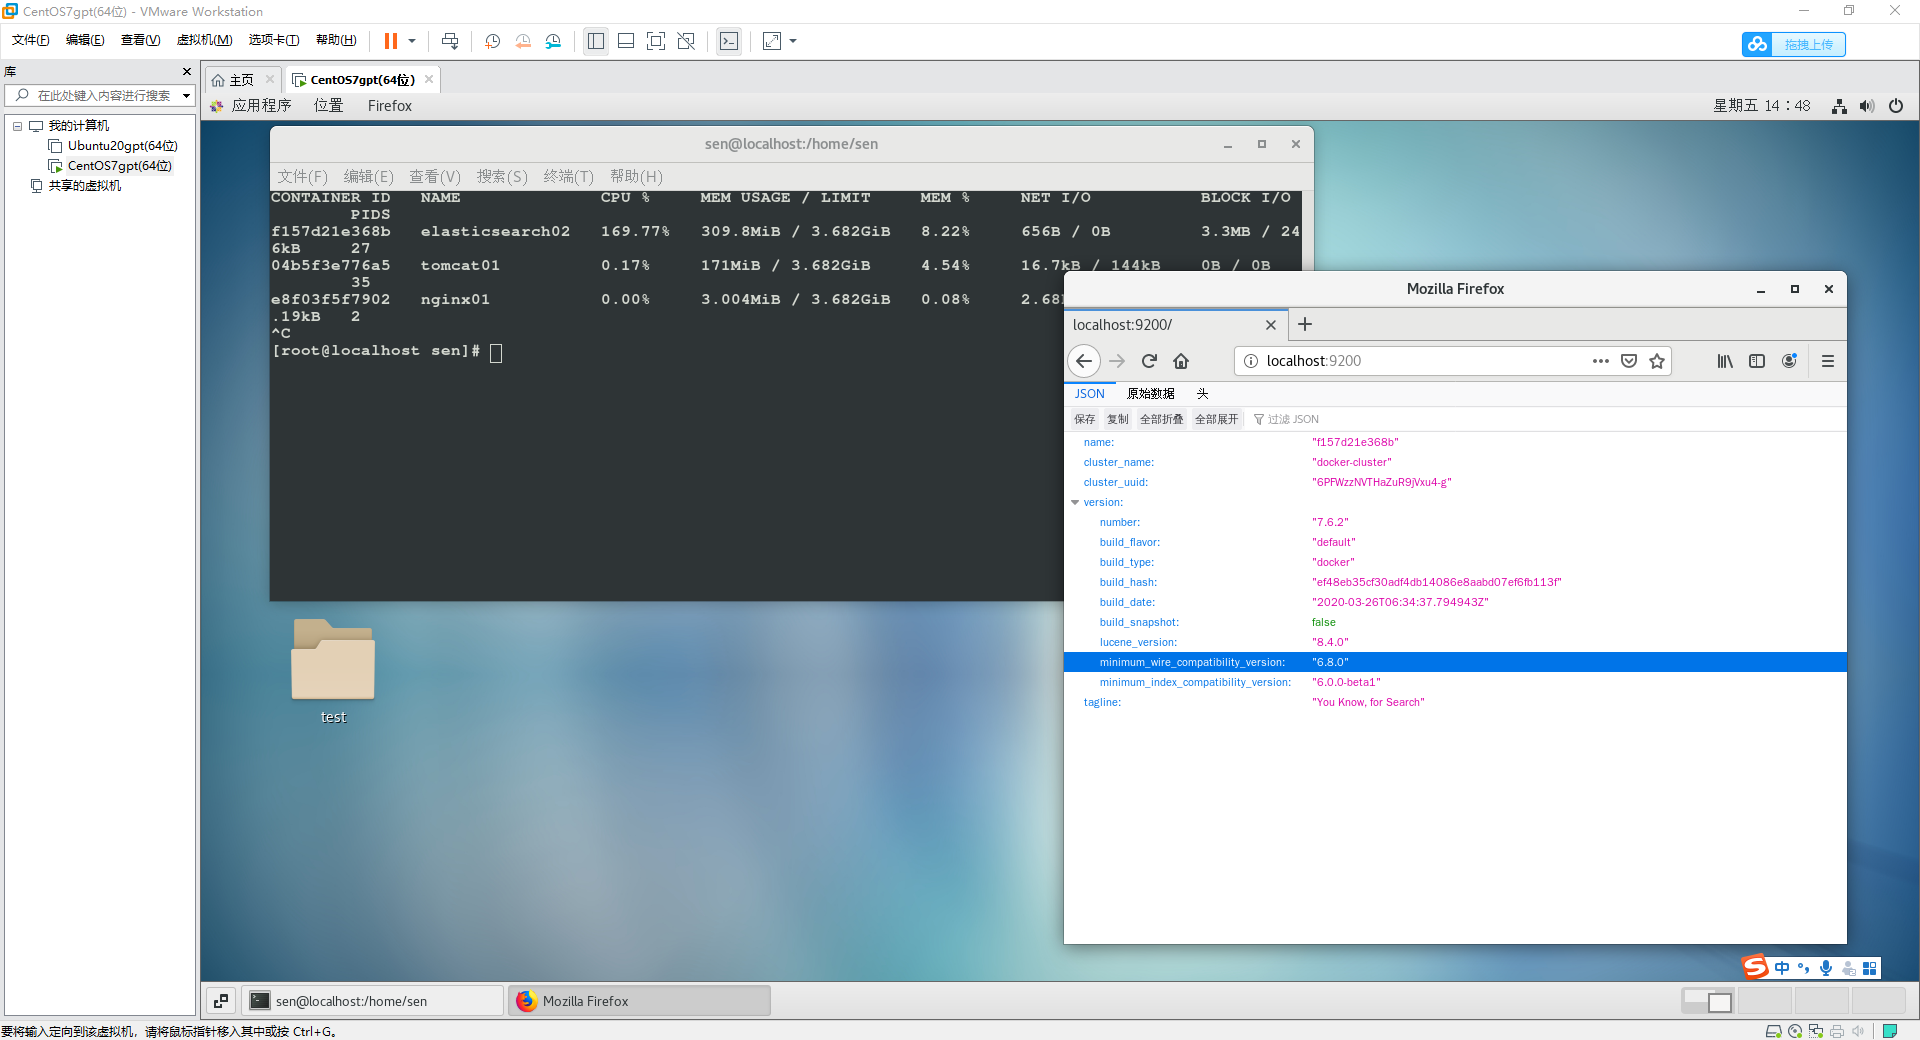 CentOS7gpt(64位) - VMware Workstation
文件(F) 编辑(E) 查看(V) 虚拟机(M) 选项卡(T) 帮助(H)
拖拽上传
库
在此处键入内容进行搜索
我的计算机
Ubuntu20gpt(64位)
CentOS7gpt(64位)
共享的虚拟机
主页 CentOS7gpt(64位)
应用程序 位置 Firefox 星期五 14：48
sen@localhost:/home/sen
文件(F) 编辑(E) 查看(V) 搜索(S) 终端(T) 帮助(H)
CONTAINER ID NAME CPU % MEM USAGE / LIMIT MEM % NET I/O BLOCK I/O
PIDS
f157d21e368b elasticsearch02 169.77% 309.8MiB / 3.682GiB 8.22% 656B / 0B 3.3MB / 24
6kB 27
04b5f3e776a5 tomcat01 0.17% 171MiB / 3.682GiB 4.54% 16.7kB / 144kB 0B / 0B
35
e8f03f5f7902 nginx01 0.00% 3.004MiB / 3.682GiB 0.08% 2.68
.19kB 2
^C
[root@localhost sen]#
test
Mozilla Firefox
localhost:9200/
localhost:9200
JSON 原始数据 头
保存 复制 全部折叠 全部展开 过滤 JSON
name: "f157d21e368b"
cluster_name: "docker-cluster"
cluster_uuid: "6PFWzzNVTHaZuR9jVxu4-g"
version:
number: "7.6.2"
build_flavor: "default"
build_type: "docker"
build_hash: "ef48eb35cf30adf4db14086e8aabd07ef6fb113f"
build_date: "2020-03-26T06:34:37.794943Z"
build_snapshot: false
lucene_version: "8.4.0"
minimum_wire_compatibility_version: "6.8.0"
minimum_index_compatibility_version: "6.0.0-beta1"
tagline: "You Know, for Search"
中
sen@localhost:/home/sen Mozilla Firefox
要将输入定向到该虚拟机，请将鼠标指针移入其中或按 Ctrl+G。